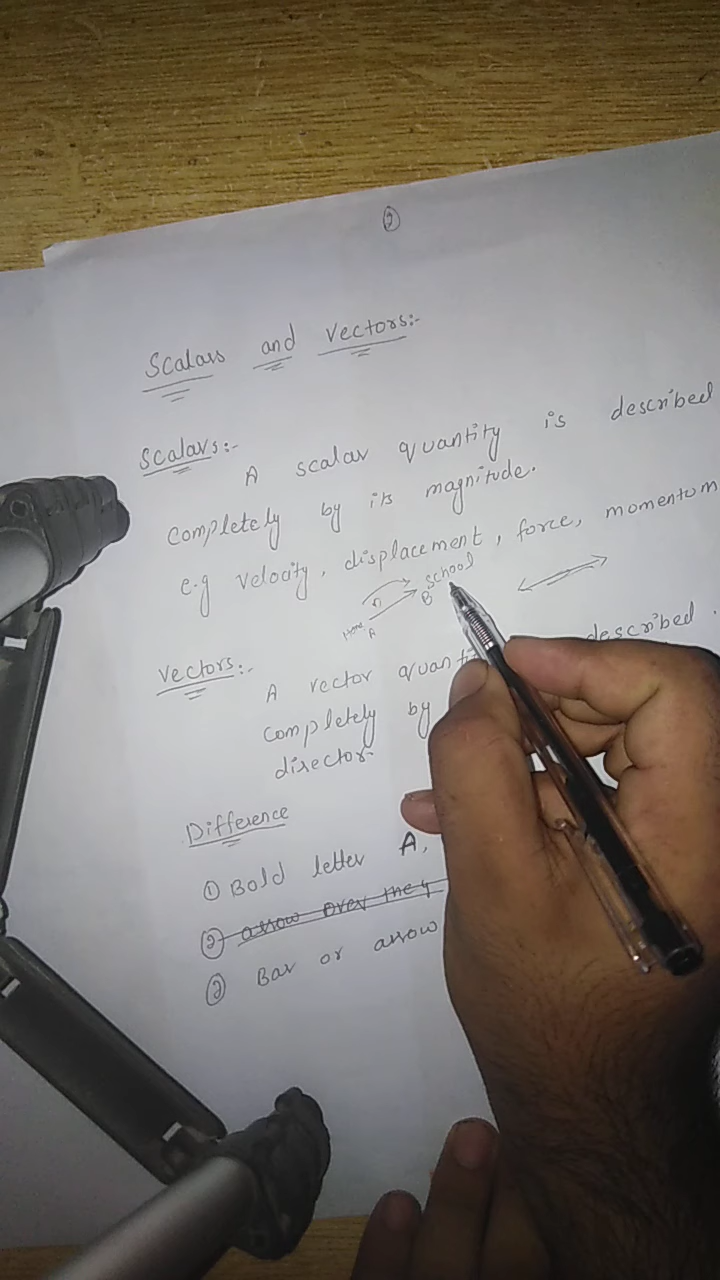 2
Scalars and Vectors:-
Scalars:-
A scalar quantity is described
completely by its magnitude.
e.g velocity, displacement, force, momentum
School
Home A B
Vectors:-
A vector described.
completely by
director
Difference
① Bold letter A,
② arrow over the
② Bar or arrow